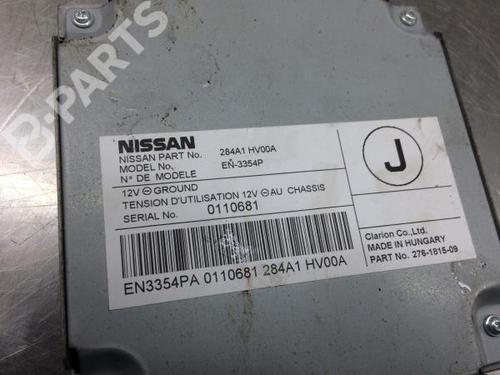 B-PARTS
NISSAN
NISSAN PART No. 284A1 HV00A
MODEL No, EÑ-3354P
N° DE MODELE
12V ⊖ GROUND
TENSION D'UTILISATION 12V ⊖ AU CHASSIS
SERIAL No. 0110681
EN3354PA 0110681 284A1 HV00A
J
Clarion Co.,Ltd.
MADE IN HUNGARY
PART No. 276-1815-09